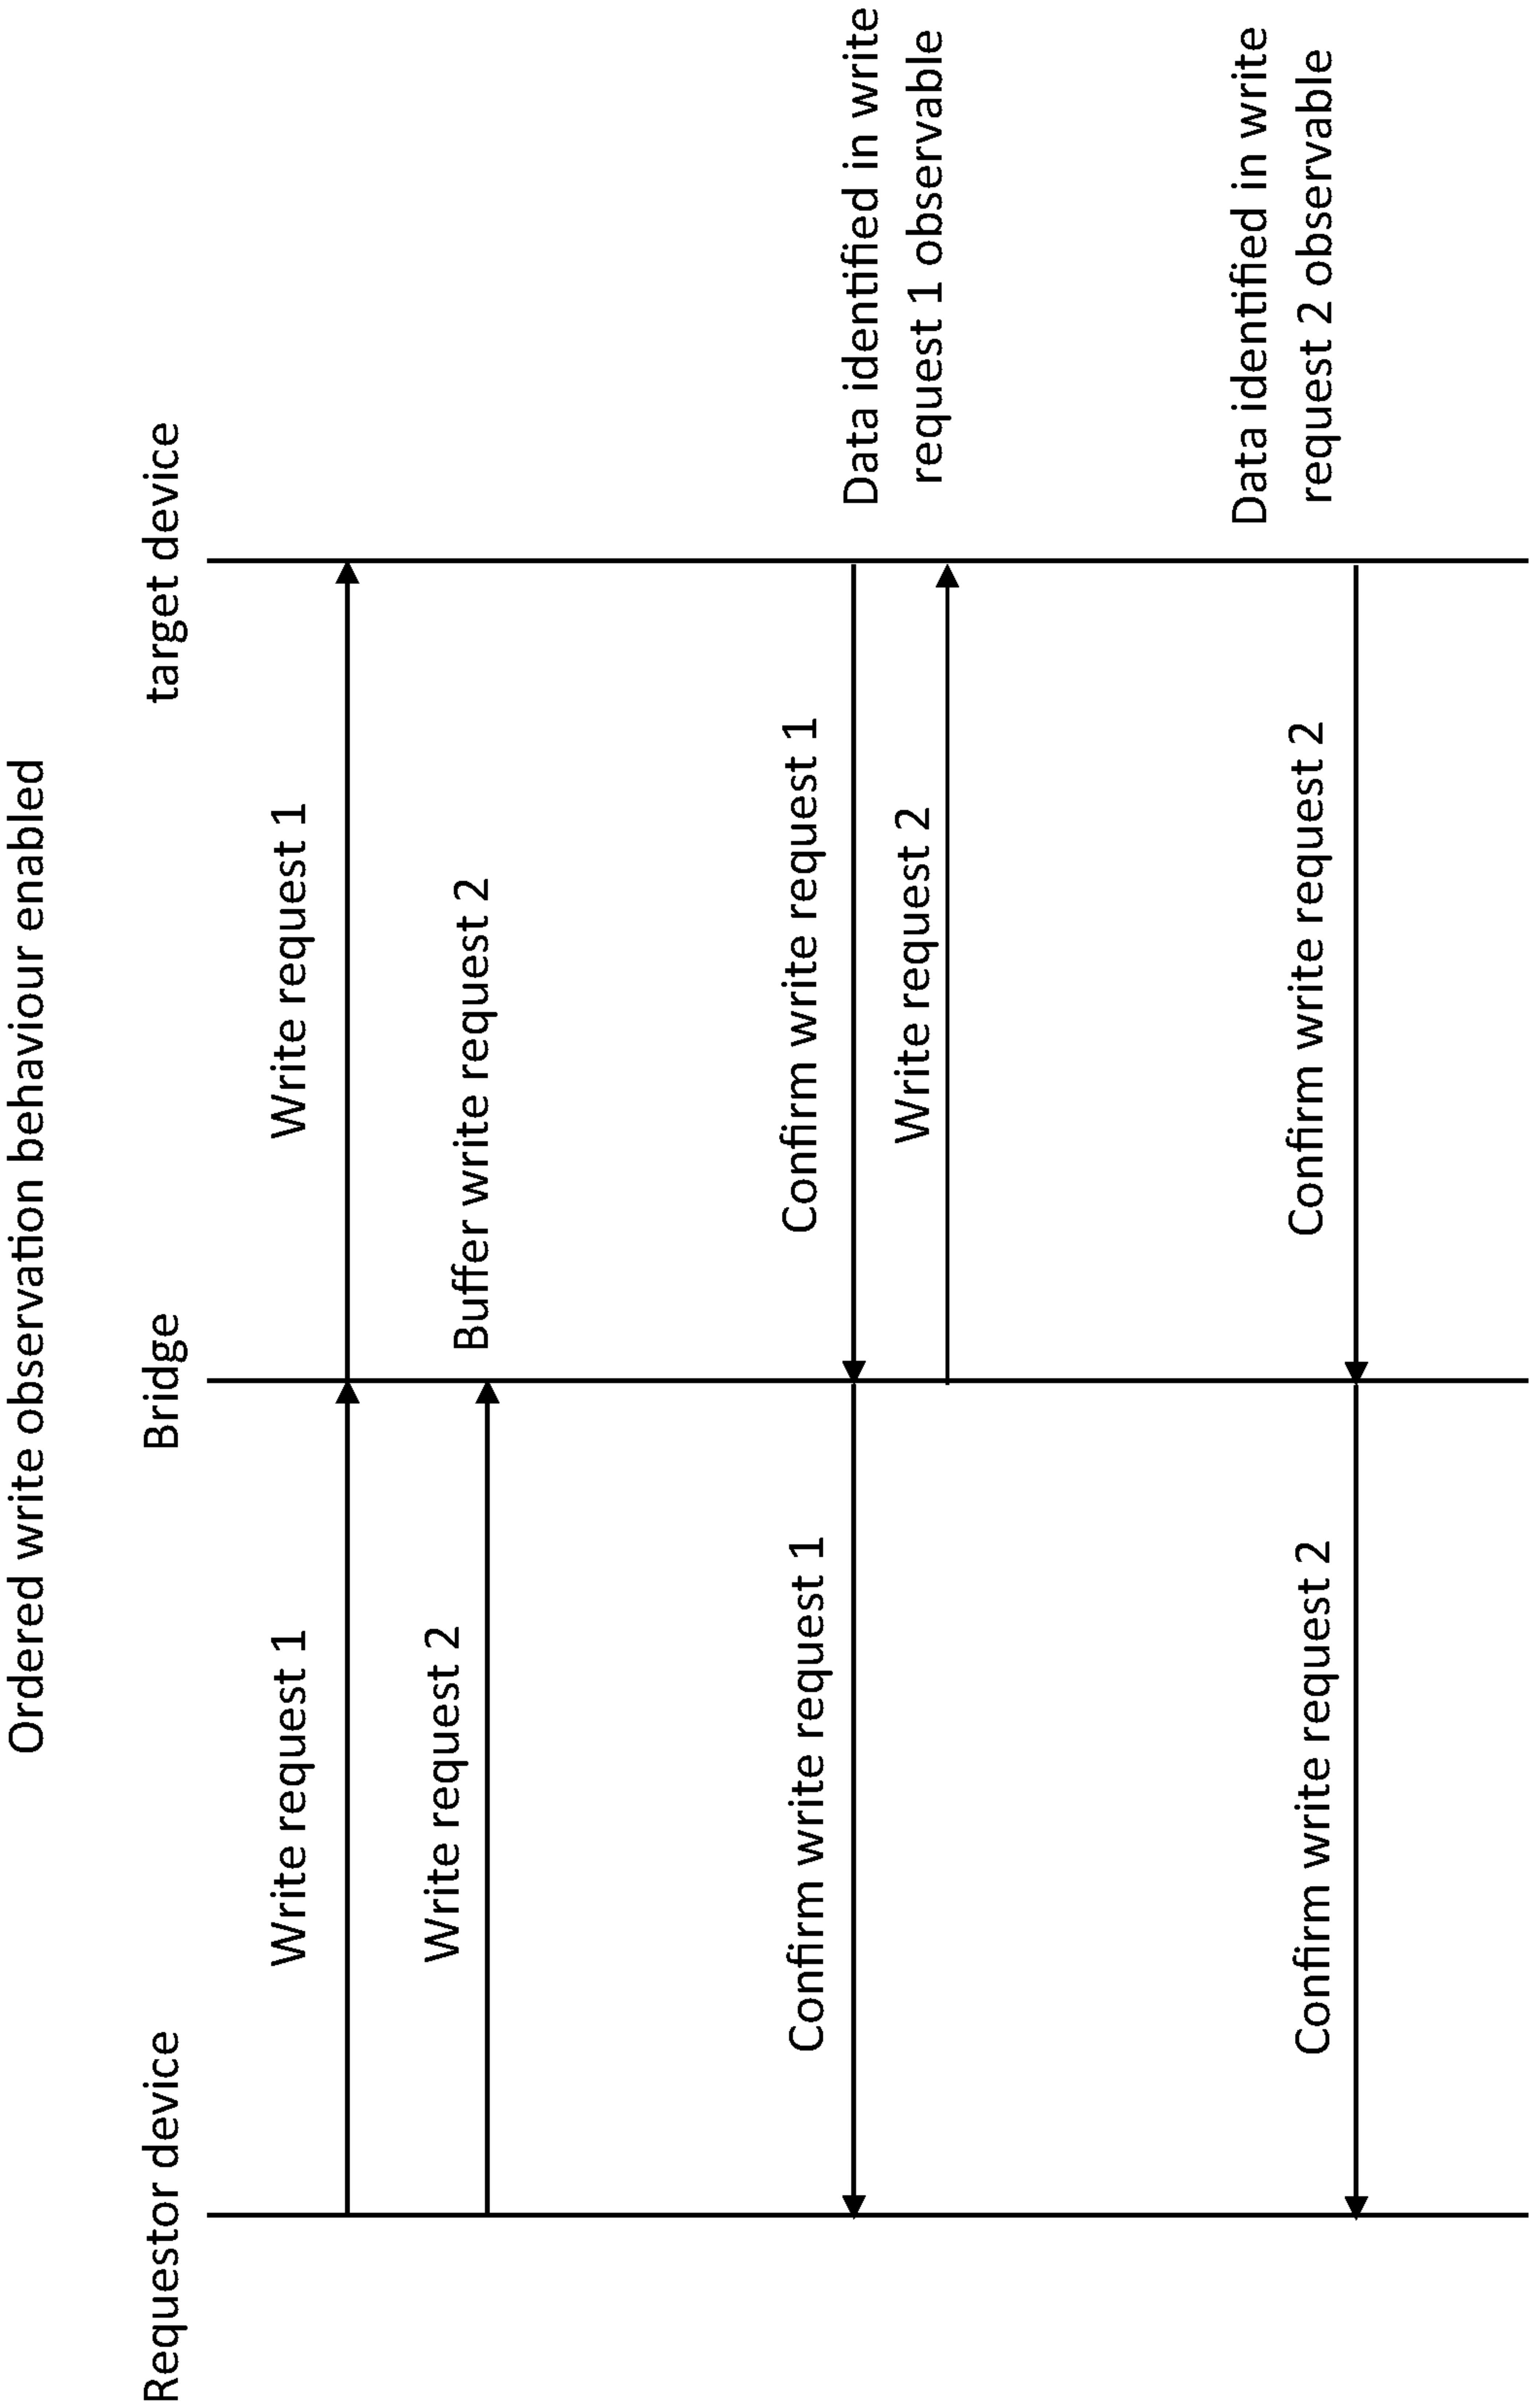 Ordered write observation behaviour enabled
Requestor device
Bridge
target device
Write request 1
Write request 1
Write request 2
Buffer write request 2
Confirm write request 1
Confirm write request 1
Data identified in write
request 1 observable
Write request 2
Confirm write request 2
Confirm write request 2
Data identified in write
request 2 observable